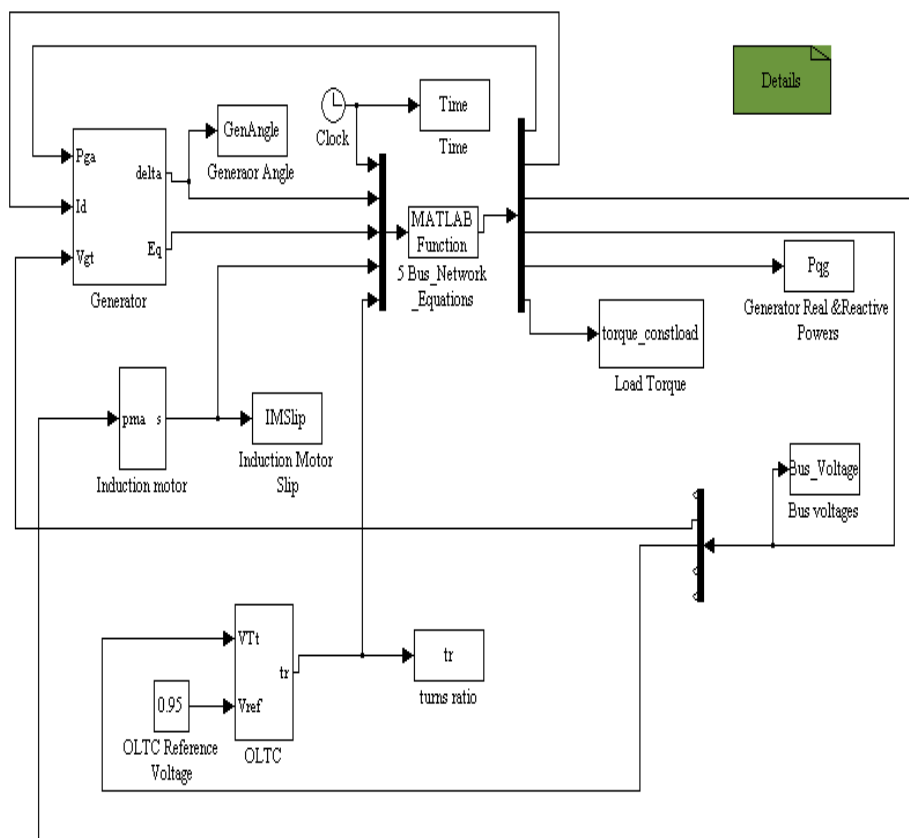 Details
GenAngle
Generaor Angle
Clock
Time
Time
Pga
Id
Vgt
delta
Eq
Generator
MATLAB
Function
5 Bus_Network
_Equations
Pqg
Generator Real &Reactive
Powers
torque_constload
Load Torque
pma
s
Induction motor
IMSlip
Induction Motor
Slip
Bus_Voltage
Bus voltages
VTt
Vref
tr
OLTC
0.95
OLTC Reference
Voltage
tr
turns ratio